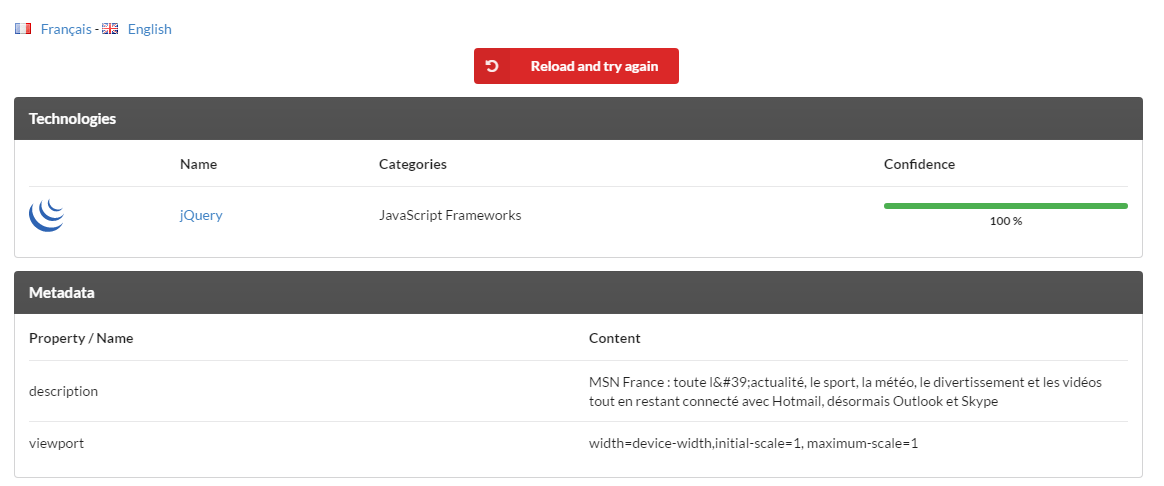 Français - English
Reload and try again
Technologies
Name Categories Confidence
jQuery JavaScript Frameworks
100 %
Metadata
Property / Name Content
description MSN France : toute l&#39;actualité, le sport, la météo, le divertissement et les vidéos
tout en restant connecté avec Hotmail, désormais Outlook et Skype
viewport width=device-width,initial-scale=1, maximum-scale=1